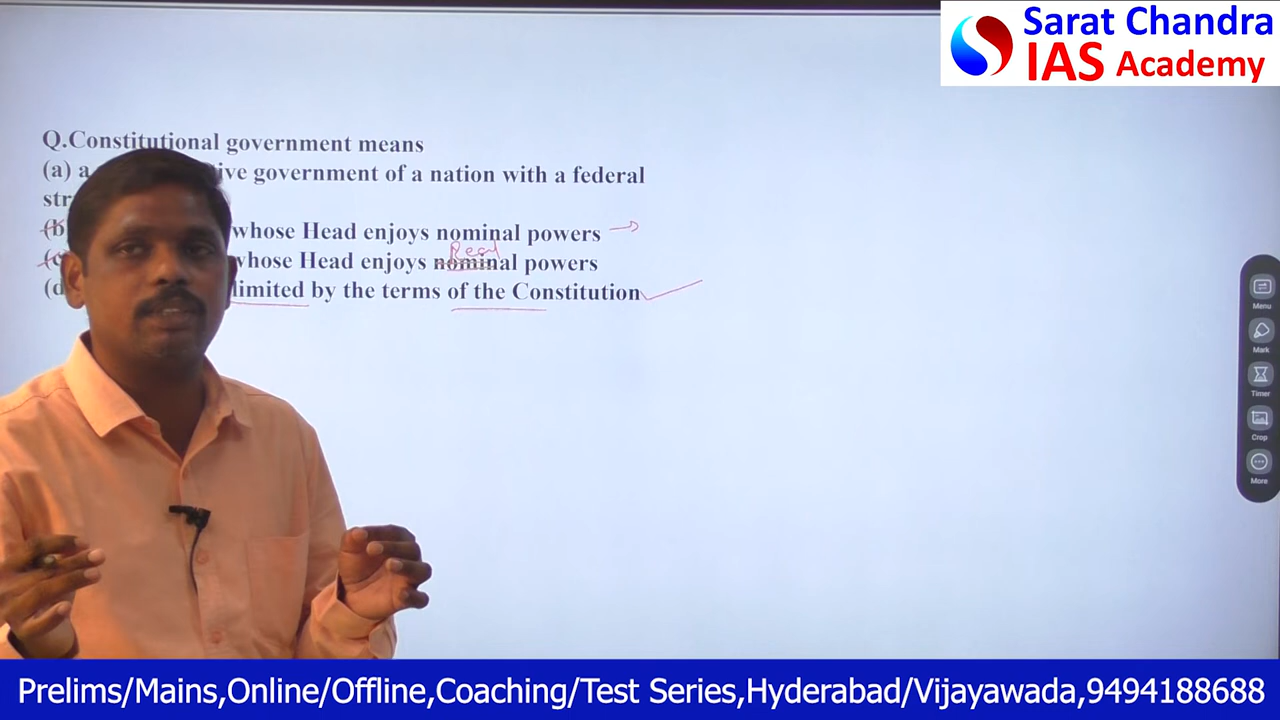 Sarat Chandra
IAS Academy
Q.Constitutional government means
(a) a ive government of a nation with a federal
str
(b whose Head enjoys nominal powers
Real
(c whose Head enjoys nominal powers
(d limited by the terms of the Constitution
Menu
Mark
Timer
Crop
More
Prelims/Mains,Online/Offline,Coaching/Test Series,Hyderabad/Vijayawada,9494188688